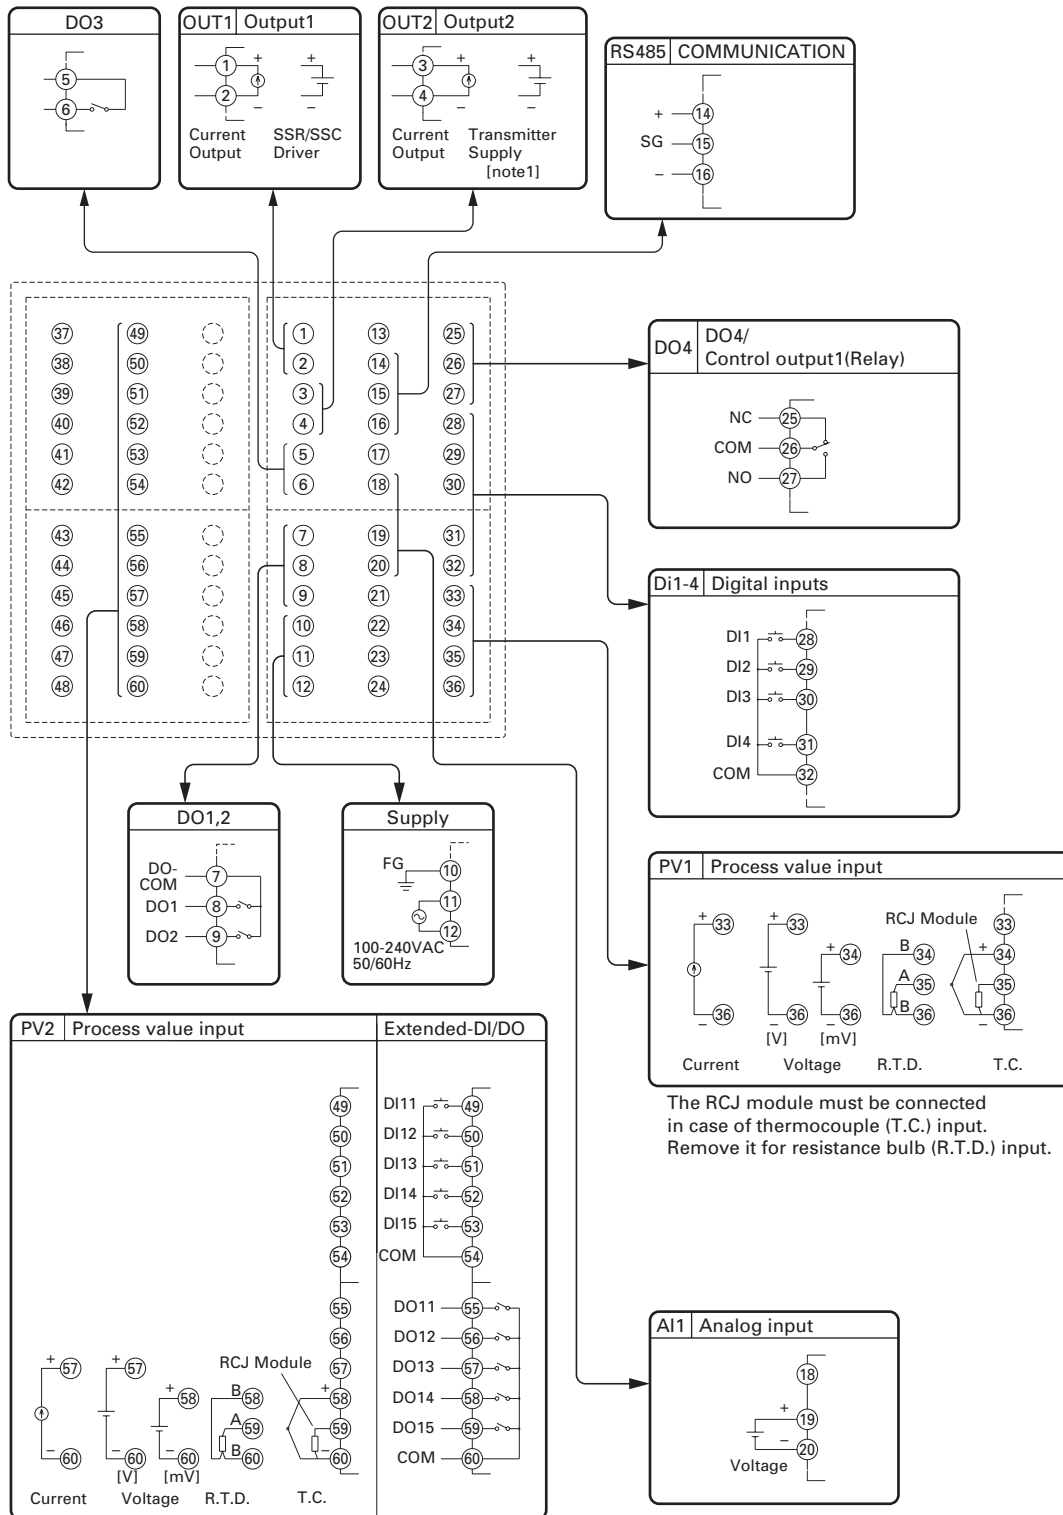 DO3
5
6
OUT1 Output1
+ +
1
2
− −
Current Output
SSR/SSC Driver
OUT2 Output2
+ +
3
4
− −
Current Output
Transmitter Supply
[note1]
RS485 COMMUNICATION
+ 14
SG 15
− 16
37 49 1 13 25
38 50 2 14 26
39 51 3 15 27
40 52 4 16 28
41 53 5 17 29
42 54 6 18 30
43 55 7 19 31
44 56 8 20 32
45 57 9 21 33
46 58 10 22 34
47 59 11 23 35
48 60 12 24 36
DO4 DO4/
Control output1(Relay)
NC 25
COM 26
NO 27
Di1-4 Digital inputs
DI1 28
DI2 29
DI3 30
DI4 31
COM 32
DO1,2
DO-
COM 7
DO1 8
DO2 9
Supply
FG 10
11
12
100-240VAC
50/60Hz
PV1 Process value input
+ 33
− 36
Current
+ 33
− 36
[V]
+ 34
− 36
[mV]
Voltage
B 34
A 35
B 36
R.T.D.
RCJ Module
33
+ 34
35
− 36
T.C.
The RCJ module must be connected
in case of thermocouple (T.C.) input.
Remove it for resistance bulb (R.T.D.) input.
PV2 Process value input
49
50
51
52
53
54
55
56
57
+ 58
59
− 60
RCJ Module
T.C.
+ 57
− 60
Current
+ 57
− 60
[V]
+ 58
− 60
[mV]
Voltage
B 58
A 59
B 60
R.T.D.
Extended-DI/DO
DI11 49
DI12 50
DI13 51
DI14 52
DI15 53
COM 54
DO11 55
DO12 56
DO13 57
DO14 58
DO15 59
COM 60
AI1 Analog input
18
+ 19
− 20
Voltage